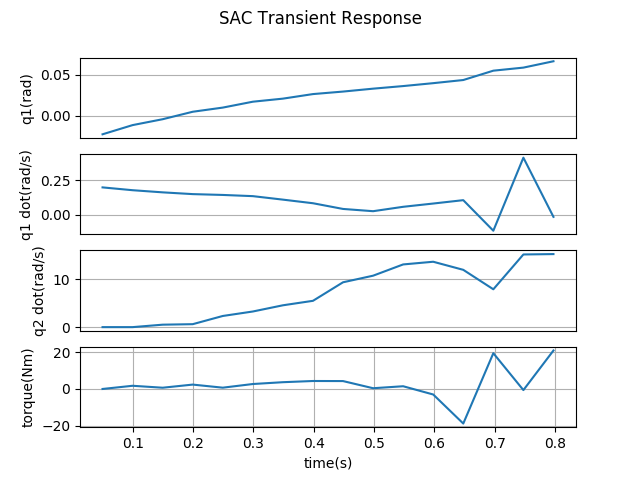 SAC Transient Response
q1(rad)
0.05
0.00
q1 dot(rad/s)
0.25
0.00
q2 dot(rad/s)
10
0
torque(Nm)
20
0
−20
0.1 0.2 0.3 0.4 0.5 0.6 0.7 0.8
time(s)